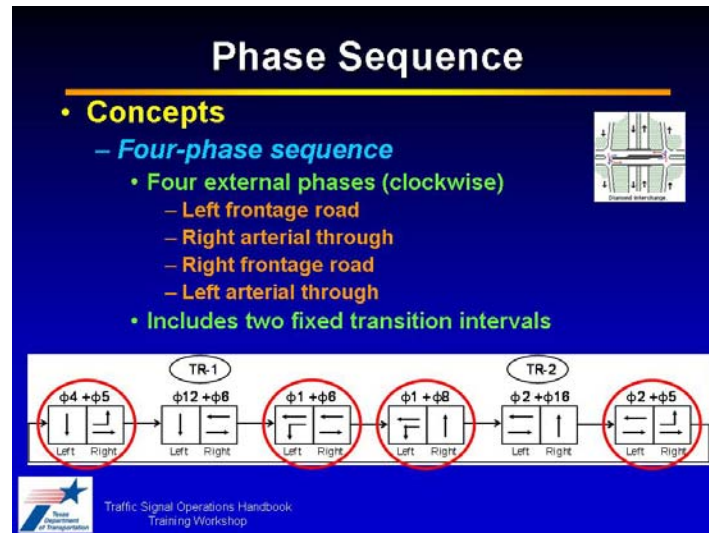 Phase Sequence
• Concepts
– Four-phase sequence
• Four external phases (clockwise)
– Left frontage road
– Right arterial through
– Right frontage road
– Left arterial through
• Includes two fixed transition intervals
Diamond Interchange.
TR-1 TR-2
ϕ4 +ϕ5 ϕ12 +ϕ6 ϕ1 +ϕ6 ϕ1 +ϕ8 ϕ2 +ϕ16 ϕ2 +ϕ5
Left Right Left Right Left Right Left Right Left Right Left Right
Texas
Department
of Transportation
Traffic Signal Operations Handbook
Training Workshop